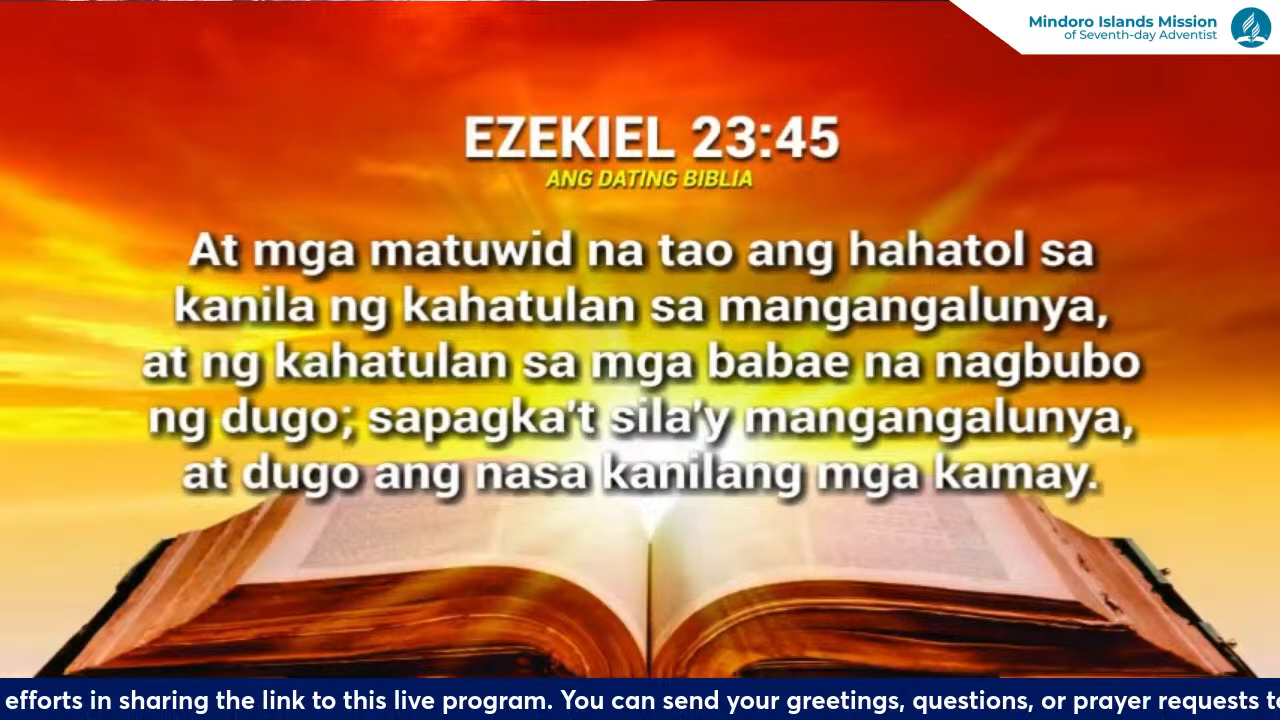 Mindoro Islands Mission
of Seventh-day Adventist
EZEKIEL 23:45
ANG DATING BIBLIA
At mga matuwid na tao ang hahatol sa
kanila ng kahatulan sa mangangalunya,
at ng kahatulan sa mga babae na nagbubo
ng dugo; sapagka't sila'y mangangalunya,
at dugo ang nasa kanilang mga kamay.
efforts in sharing the link to this live program. You can send your greetings, questions, or prayer requests